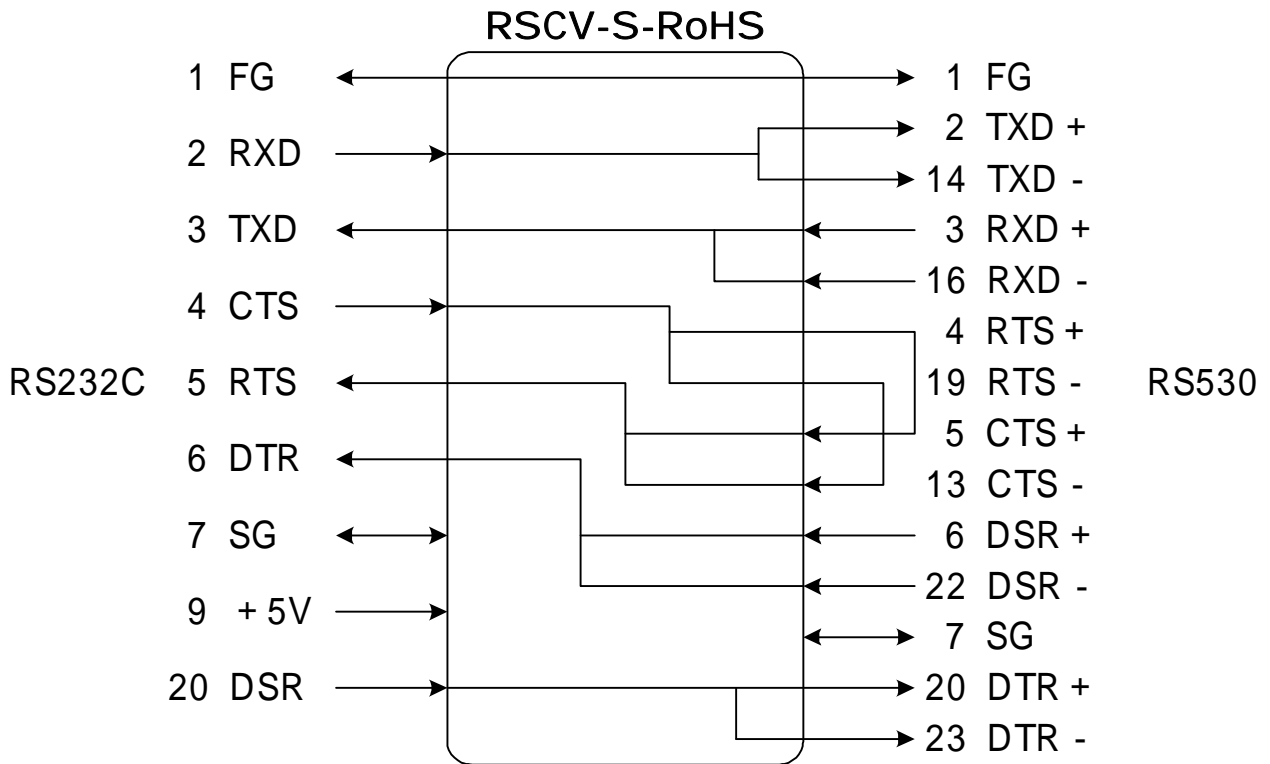 RSCV-S-RoHS
1 FG
2 RXD
3 TXD
4 CTS
RS232C 5 RTS
6 DTR
7 SG
9 +5V
20 DSR
1 FG
2 TXD +
14 TXD -
3 RXD +
16 RXD -
4 RTS +
19 RTS - RS530
5 CTS +
13 CTS -
6 DSR +
22 DSR -
7 SG
20 DTR +
23 DTR -